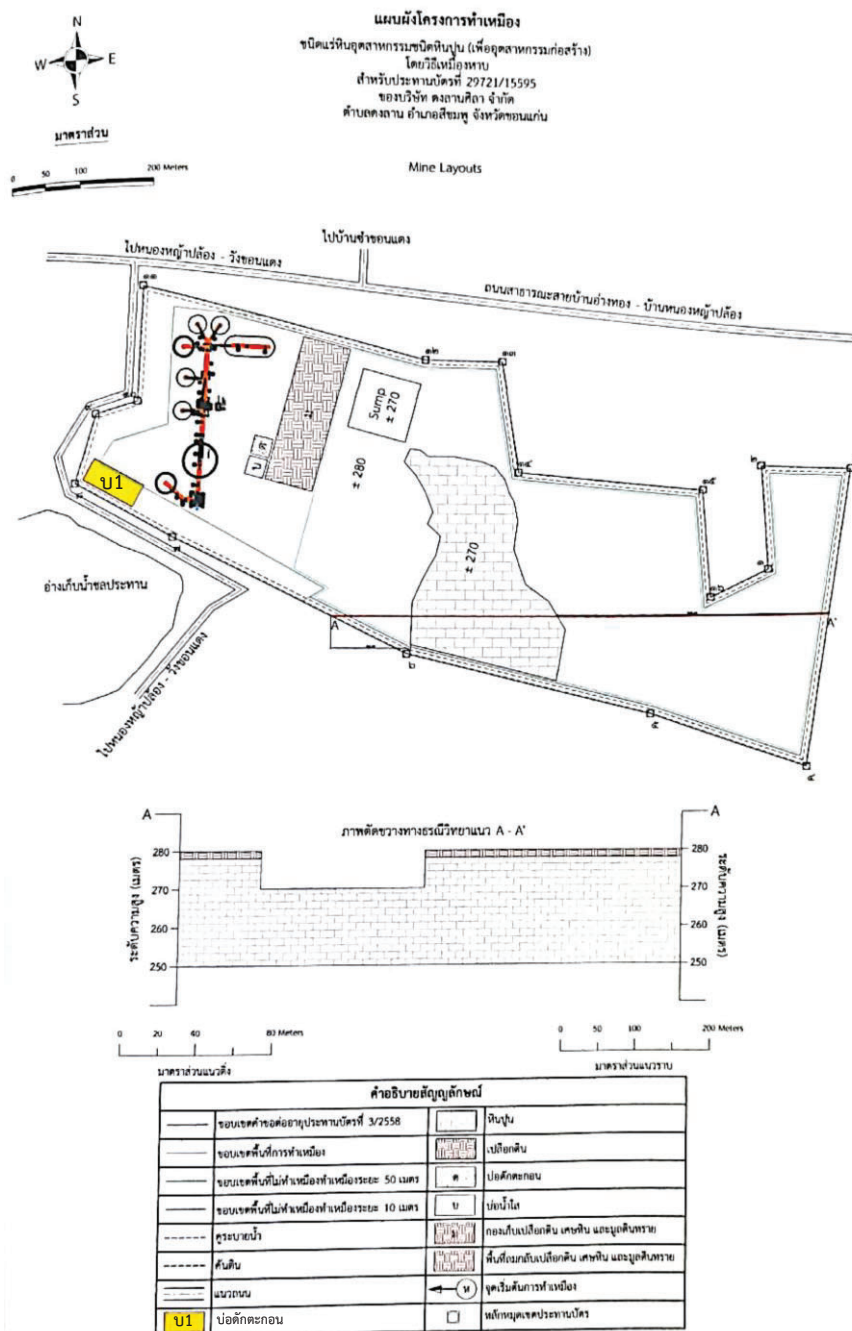 แผนผังโครงการทำเหมือง
ชนิดแร่หินอุตสาหกรรมชนิดหินปูน (เพื่ออุตสาหกรรมก่อสร้าง)
โดยวิธีเหมืองหาบ
สำหรับประทานบัตรที่ 29721/15595
ของบริษัท ดงลานศิลา จำกัด
ตำบลดงลาน อำเภอสีชมพู จังหวัดขอนแก่น
N
W E
S
มาตราส่วน
0 50 100 200 Meters
Mine Layouts
ไปหนองหญ้าปล้อง - วังขอนแดง
ไปบ้านซำขอนแดง
ถนนสาธารณะสายบ้านอ่างทอง - บ้านหนองหญ้าปล้อง
๑๑
๑๒
๑๓
๑๔
๑๕
๒
๑
๑๖
Sump
± 270
± 280
± 270
บ ต
บ1
อ่างเก็บน้ำชลประทาน
ไปหนองหญ้าปล้อง - วังขอนแดง
A
A'
๖
๕
๔
A A
ภาพตัดขวางทางธรณีวิทยาแนว A - A'
ระดับความสูง (เมตร)
280
270
260
250
280
270
260
250
ระดับความสูง (เมตร)
0 20 40 80 Meters
มาตราส่วนแนวตั้ง
0 50 100 200 Meters
มาตราส่วนแนวราบ
คำอธิบายสัญญลักษณ์
ขอบเขตคำขอต่ออายุประทานบัตรที่ 3/2558
หินปูน
ขอบเขตพื้นที่การทำเหมือง
เปลือกดิน
ขอบเขตพื้นที่ไม่ทำเหมืองทำเหมืองระยะ 50 เมตร
ต บ่อดักตะกอน
ขอบเขตพื้นที่ไม่ทำเหมืองทำเหมืองระยะ 10 เมตร
บ บ่อน้ำใส
คูระบายน้ำ
กองเก็บเปลือกดิน เศษหิน และมูลดินทราย
คันดิน
พื้นที่ถมกลับเปลือกดิน เศษหิน และมูลดินทราย
แนวถนน
ห จุดเริ่มต้นการทำเหมือง
บ1 บ่อดักตะกอน
หลักหมุดเขตประทานบัตร